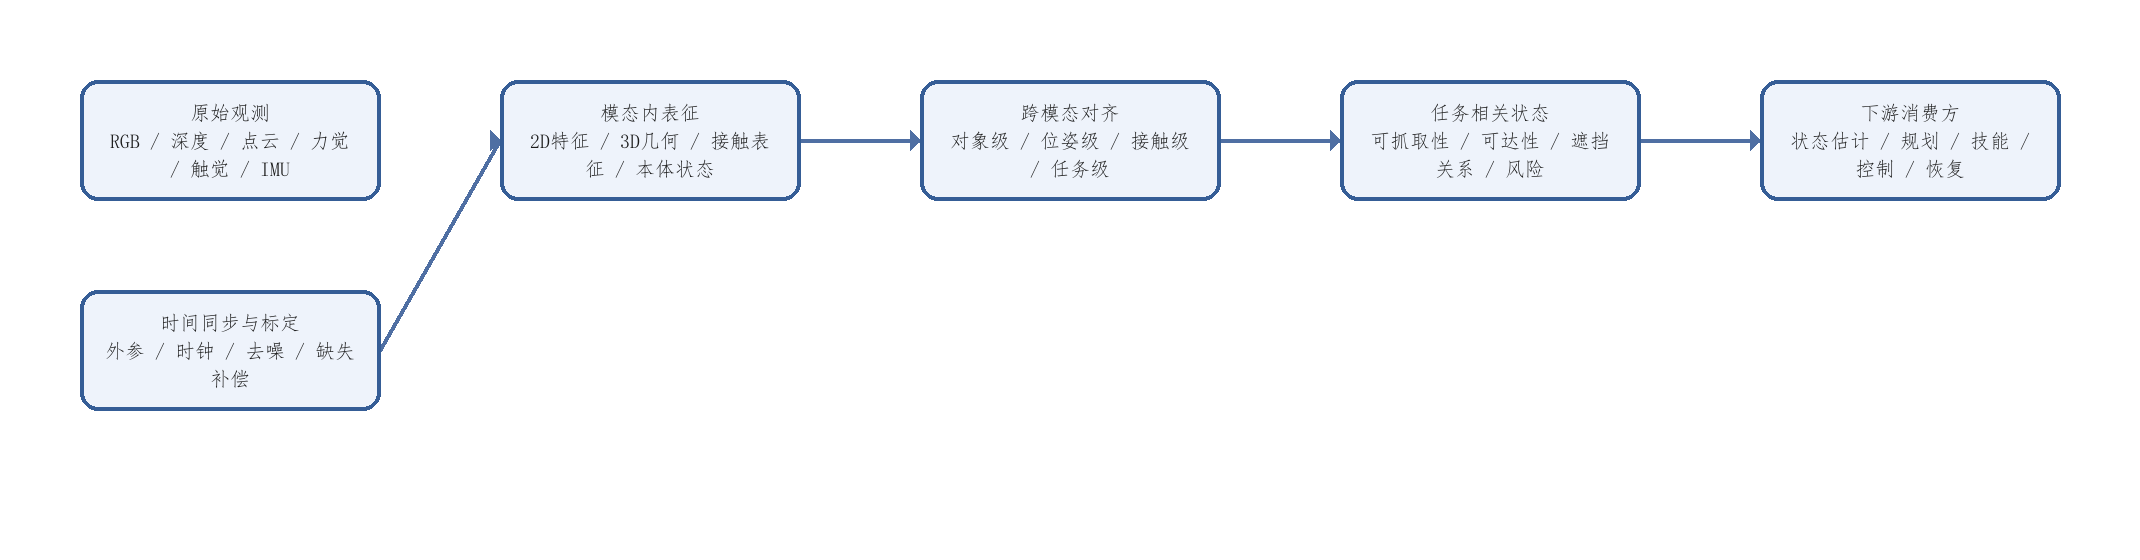 原始观测
RGB / 深度 / 点云 / 力觉
/ 触觉 / IMU
模态内表征
2D特征 / 3D几何 / 接触表
征 / 本体状态
跨模态对齐
对象级 / 位姿级 / 接触级
/ 任务级
任务相关状态
可抓取性 / 可达性 / 遮挡
关系 / 风险
下游消费方
状态估计 / 规划 / 技能 /
控制 / 恢复
时间同步与标定
外参 / 时钟 / 去噪 / 缺失
补偿